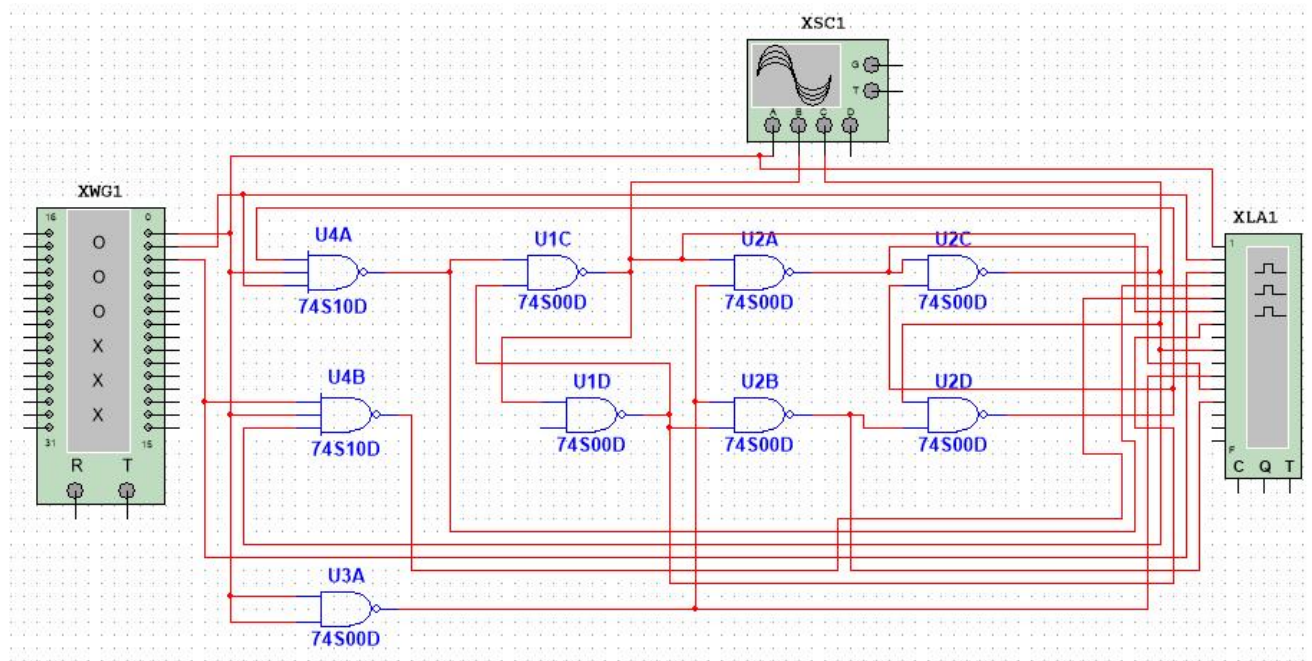 XSC1
G
T
A B C D
XWG1
XLA1
16 0
O
O
O
X
X
X
31 15
R T
U4A
74S10D
U1C
74S00D
U2A
74S00D
U2C
74S00D
1
F
C Q T
U4B
74S10D
U1D
74S00D
U2B
74S00D
U2D
74S00D
U3A
74S00D